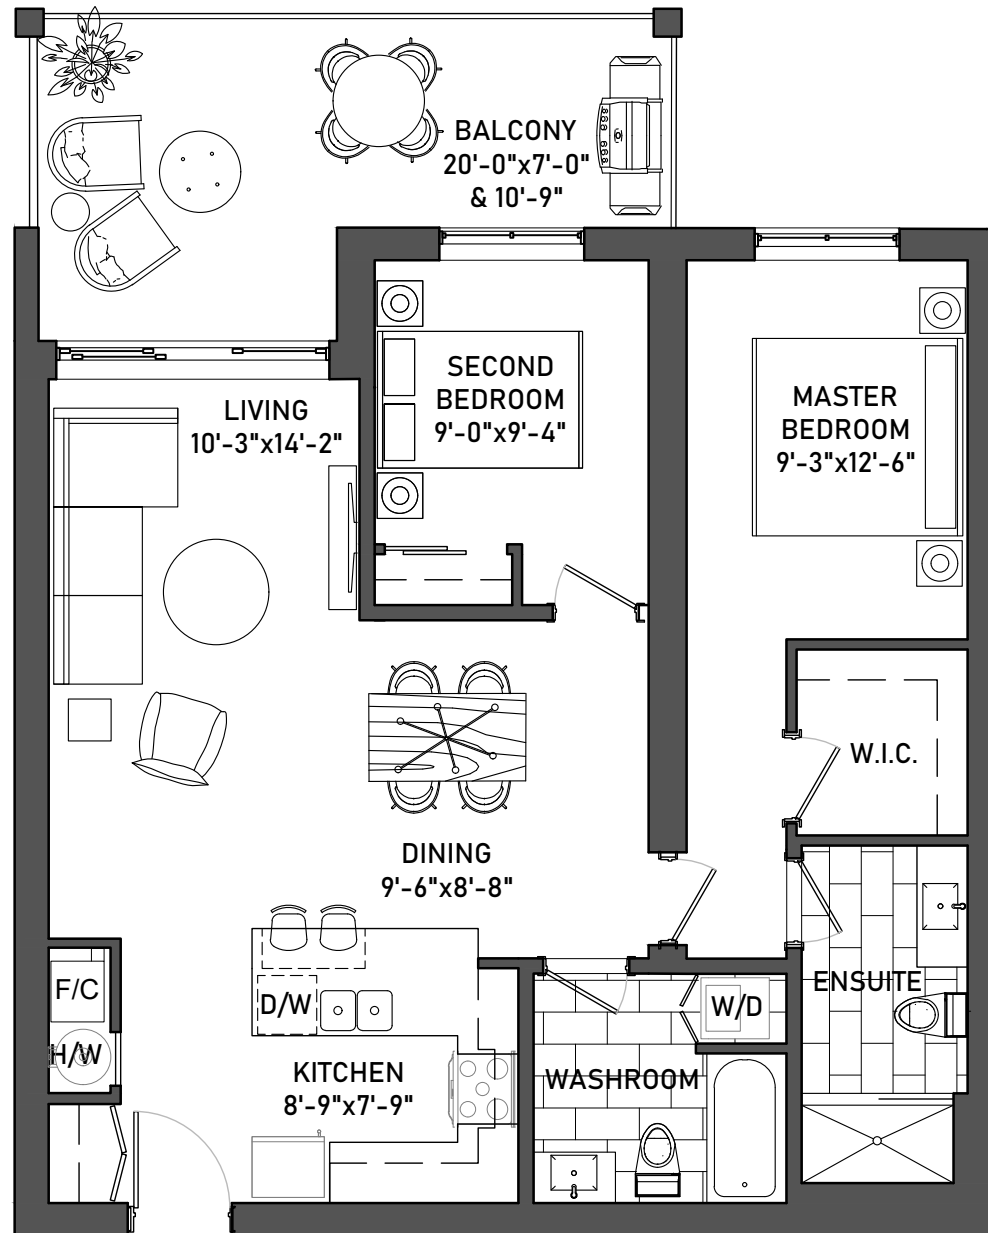 BALCONY
20'-0"x7'-0"
& 10'-9"
SECOND
BEDROOM
9'-0"x9'-4"
MASTER
BEDROOM
9'-3"x12'-6"
LIVING
10'-3"x14'-2"
W.I.C.
DINING
9'-6"x8'-8"
F/C
D/W
W/D
ENSUITE
H/W
KITCHEN
8'-9"x7'-9"
WASHROOM